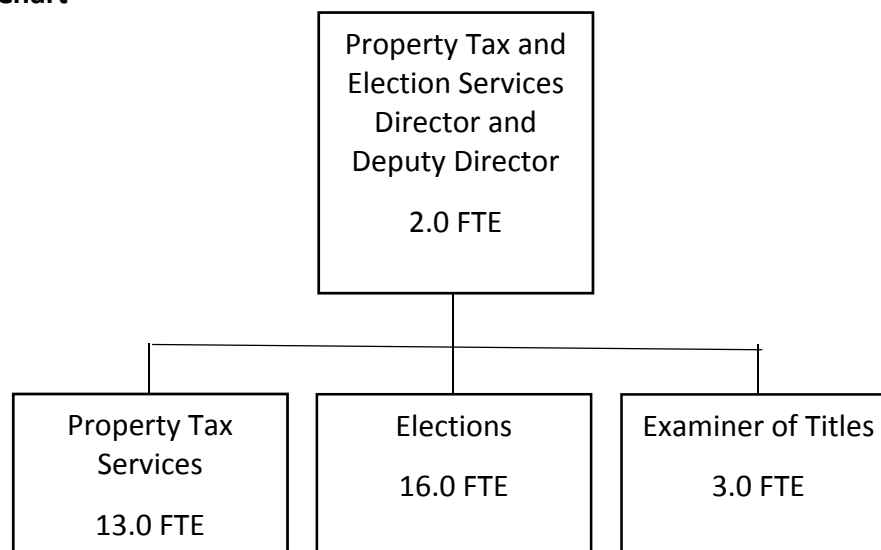 Property Tax and
Election Services
Director and
Deputy Director
2.0 FTE
Property Tax
Services
13.0 FTE
Elections
16.0 FTE
Examiner of Titles
3.0 FTE